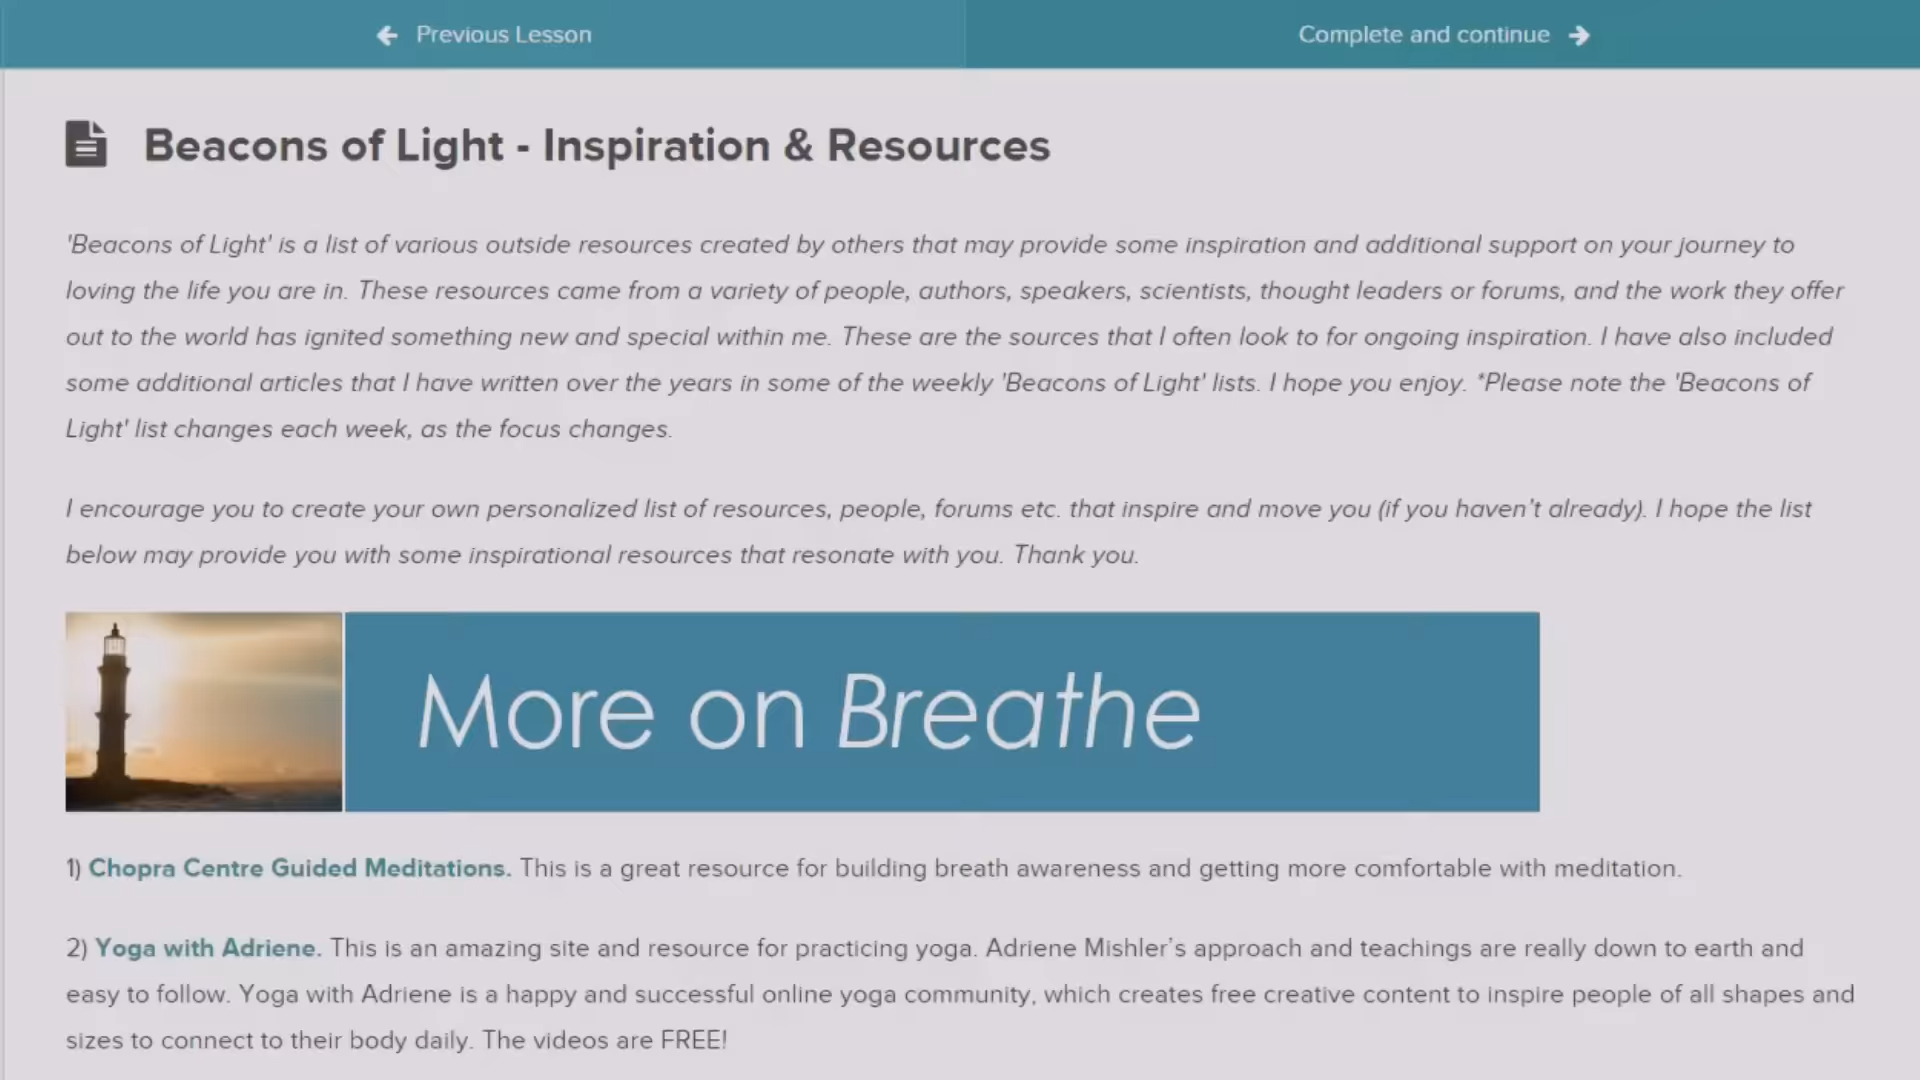 Previous Lesson
Complete and continue
Beacons of Light - Inspiration & Resources
'Beacons of Light' is a list of various outside resources created by others that may provide some inspiration and additional support on your journey to
loving the life you are in. These resources came from a variety of people, authors, speakers, scientists, thought leaders or forums, and the work they offer
out to the world has ignited something new and special within me. These are the sources that I often look to for ongoing inspiration. I have also included
some additional articles that I have written over the years in some of the weekly 'Beacons of Light' lists. I hope you enjoy. *Please note the 'Beacons of
Light' list changes each week, as the focus changes.
I encourage you to create your own personalized list of resources, people, forums etc. that inspire and move you (if you haven't already). I hope the list
below may provide you with some inspirational resources that resonate with you. Thank you.
More on Breathe
1) Chopra Centre Guided Meditations. This is a great resource for building breath awareness and getting more comfortable with meditation.
2) Yoga with Adriene. This is an amazing site and resource for practicing yoga. Adriene Mishler's approach and teachings are really down to earth and
easy to follow. Yoga with Adriene is a happy and successful online yoga community, which creates free creative content to inspire people of all shapes and
sizes to connect to their body daily. The videos are FREE!